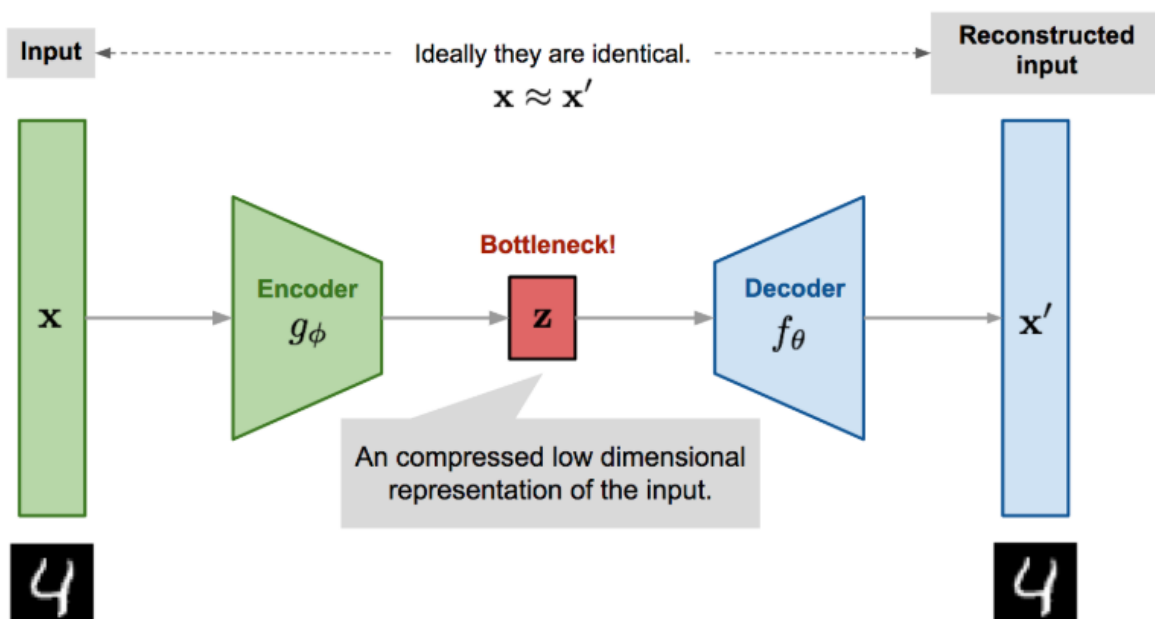 Input
Ideally they are identical.
x ≈ x′
Reconstructed
input
Bottleneck!
x
Encoder
gϕ
z
Decoder
fθ
x′
An compressed low dimensional
representation of the input.
4
4